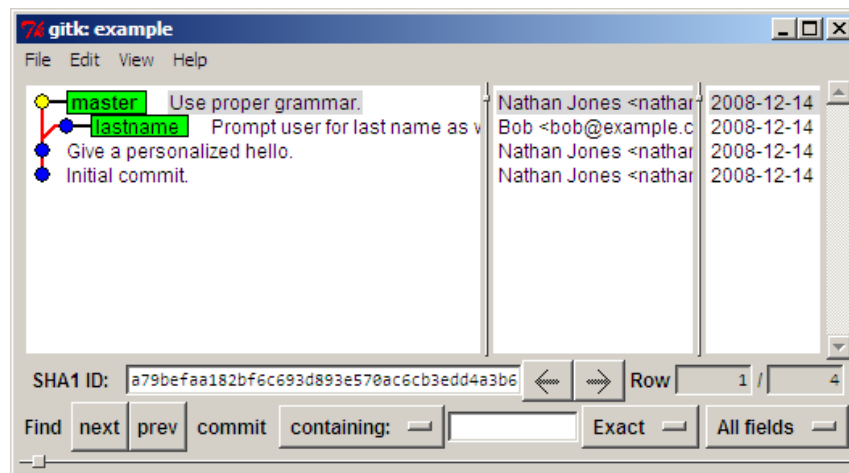 gitk: example
File Edit View Help
master Use proper grammar. Nathan Jones <nathar 2008-12-14
lastname Prompt user for last name as w Bob <bob@example.c 2008-12-14
Give a personalized hello. Nathan Jones <nathar 2008-12-14
Initial commit. Nathan Jones <nathar 2008-12-14
SHA1 ID: a79befaa182bf6c693d893e570ac6cb3edd4a3b6 Row 1 / 4
Find next prev commit containing: Exact All fields